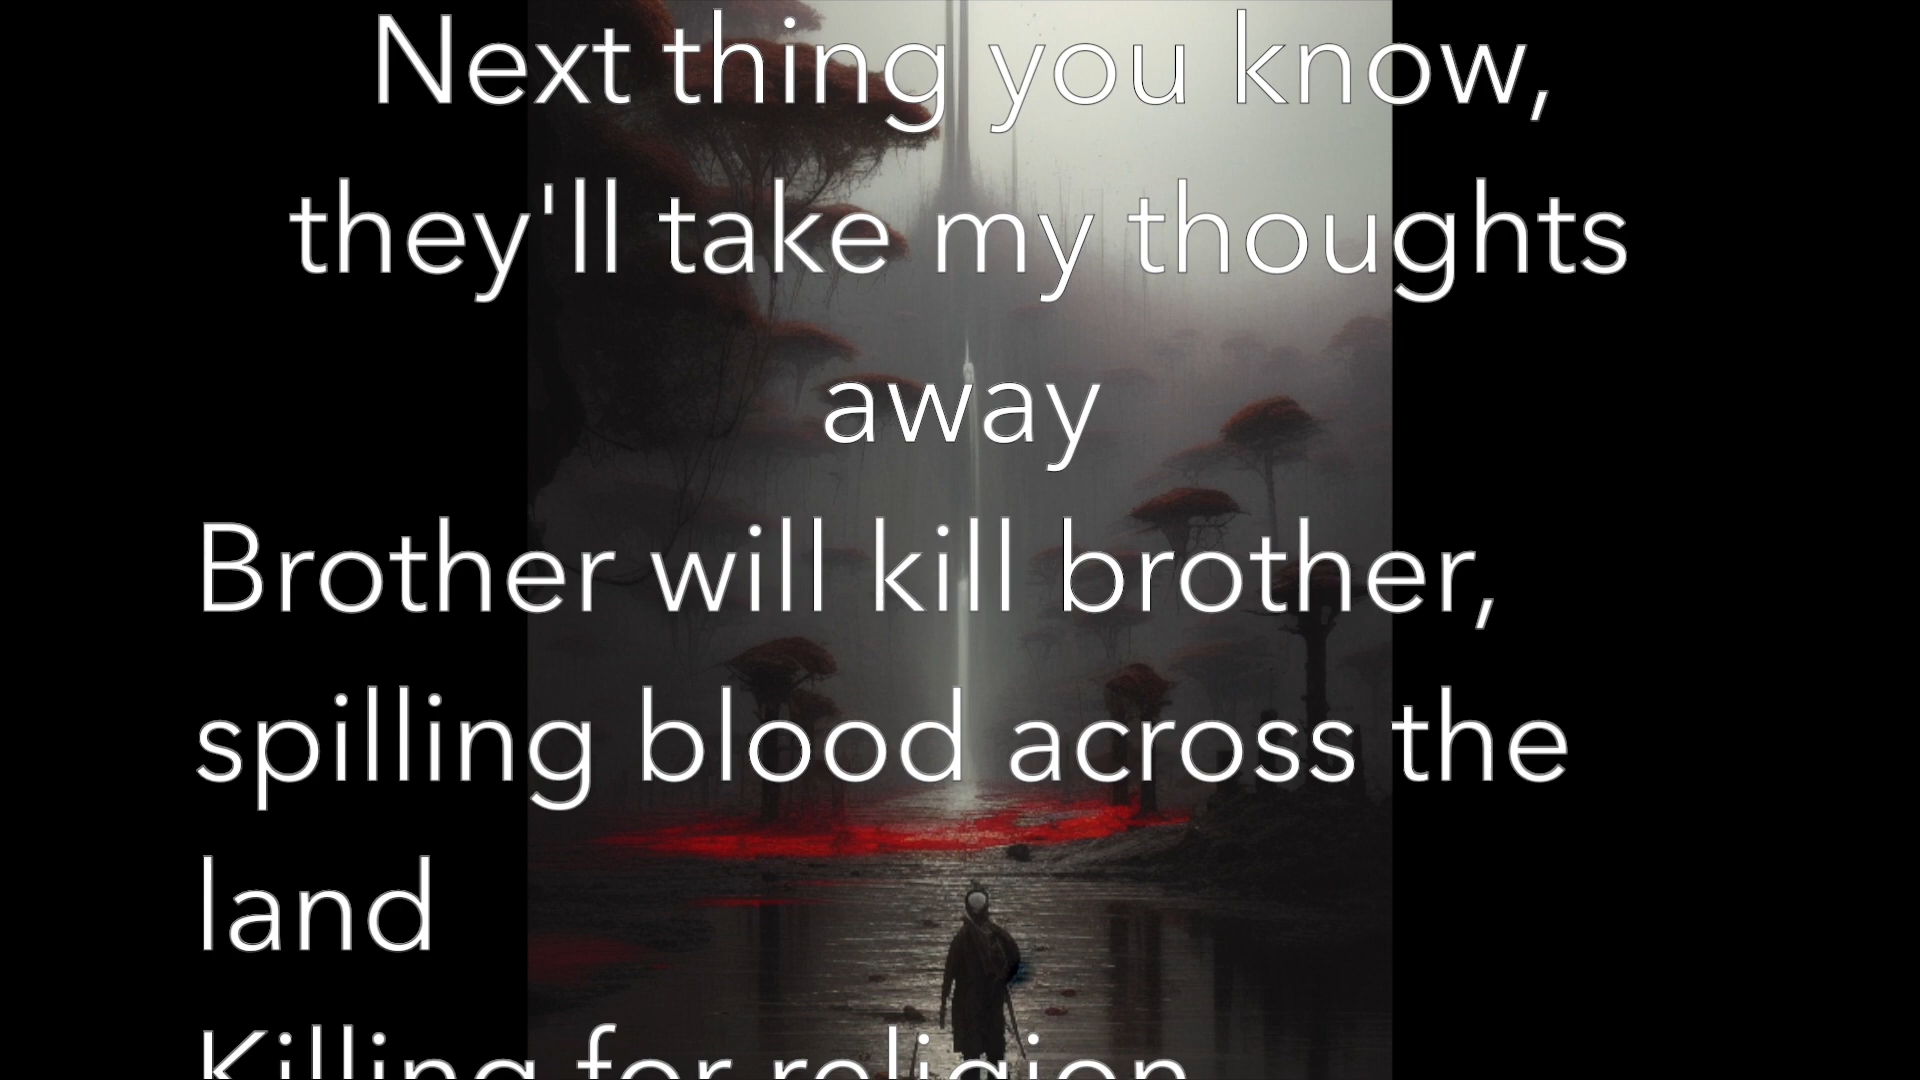 Next thing you know,
they'll take my thoughts
away
Brother will kill brother,
spilling blood across the
land
Killing for religion